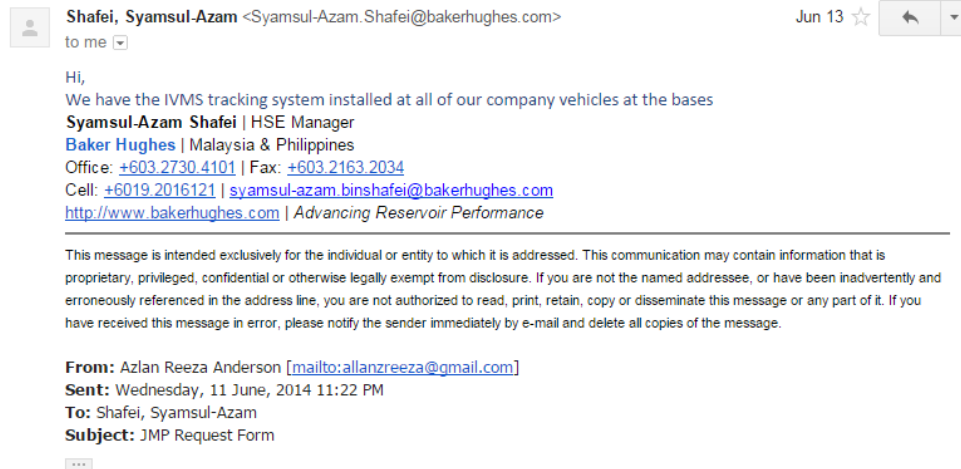 Shafei, Syamsul-Azam <Syamsul-Azam.Shafei@bakerhughes.com> Jun 13
to me
Hi,
We have the IVMS tracking system installed at all of our company vehicles at the bases
Syamsul-Azam Shafei | HSE Manager
Baker Hughes | Malaysia & Philippines
Office: +603.2730.4101 | Fax: +603.2163.2034
Cell: +6019.2016121 | syamsul-azam.binshafei@bakerhughes.com
http://www.bakerhughes.com | Advancing Reservoir Performance
This message is intended exclusively for the individual or entity to which it is addressed. This communication may contain information that is
proprietary, privileged, confidential or otherwise legally exempt from disclosure. If you are not the named addressee, or have been inadvertently and
erroneously referenced in the address line, you are not authorized to read, print, retain, copy or disseminate this message or any part of it. If you
have received this message in error, please notify the sender immediately by e-mail and delete all copies of the message.
From: Azlan Reeza Anderson [mailto:allanzreeza@gmail.com]
Sent: Wednesday, 11 June, 2014 11:22 PM
To: Shafei, Syamsul-Azam
Subject: JMP Request Form